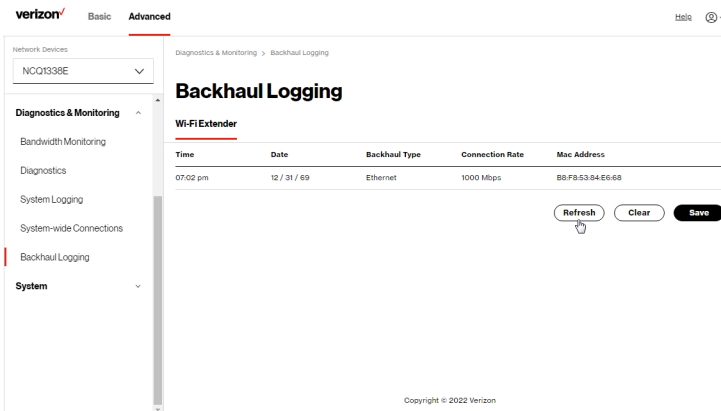 verizon✓ Basic Advanced Help
Network Devices
NCQ1338E
Diagnostics & Monitoring
Bandwidth Monitoring
Diagnostics
System Logging
System-wide Connections
Backhaul Logging
System
Diagnostics & Monitoring > Backhaul Logging
Backhaul Logging
Wi-Fi Extender
Time Date Backhaul Type Connection Rate Mac Address
07:02 pm 12 / 31 / 69 Ethernet 1000 Mbps B8:F8:53:84:E6:68
Refresh Clear Save
Copyright © 2022 Verizon